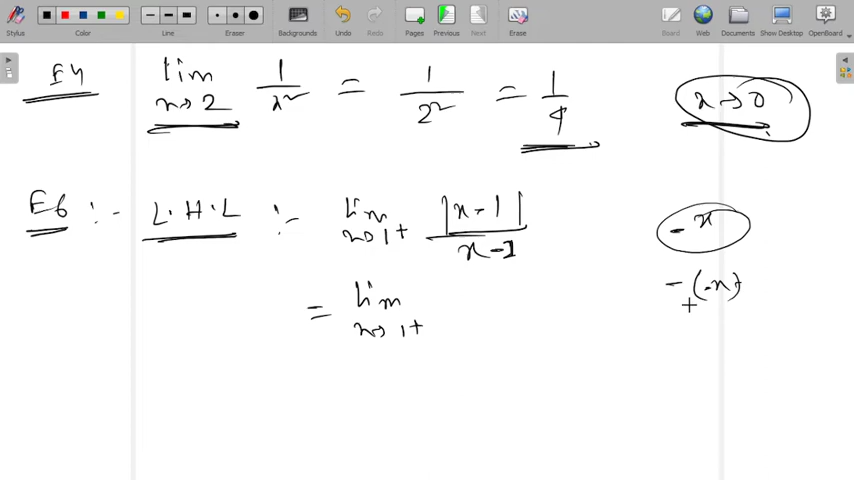 Stylus
Color
Line
Eraser
Backgrounds
Undo
Redo
Pages
Previous
Next
Erase
Board
Web
Documents
Show Desktop
OpenBoard
E4 lim x→2 1/x² = 1/2² = 1/4 x→0
E6 :- L.H.L :- lim x→1+ |x-1|/x-1 -x
= lim x→1+ -(-x)
+